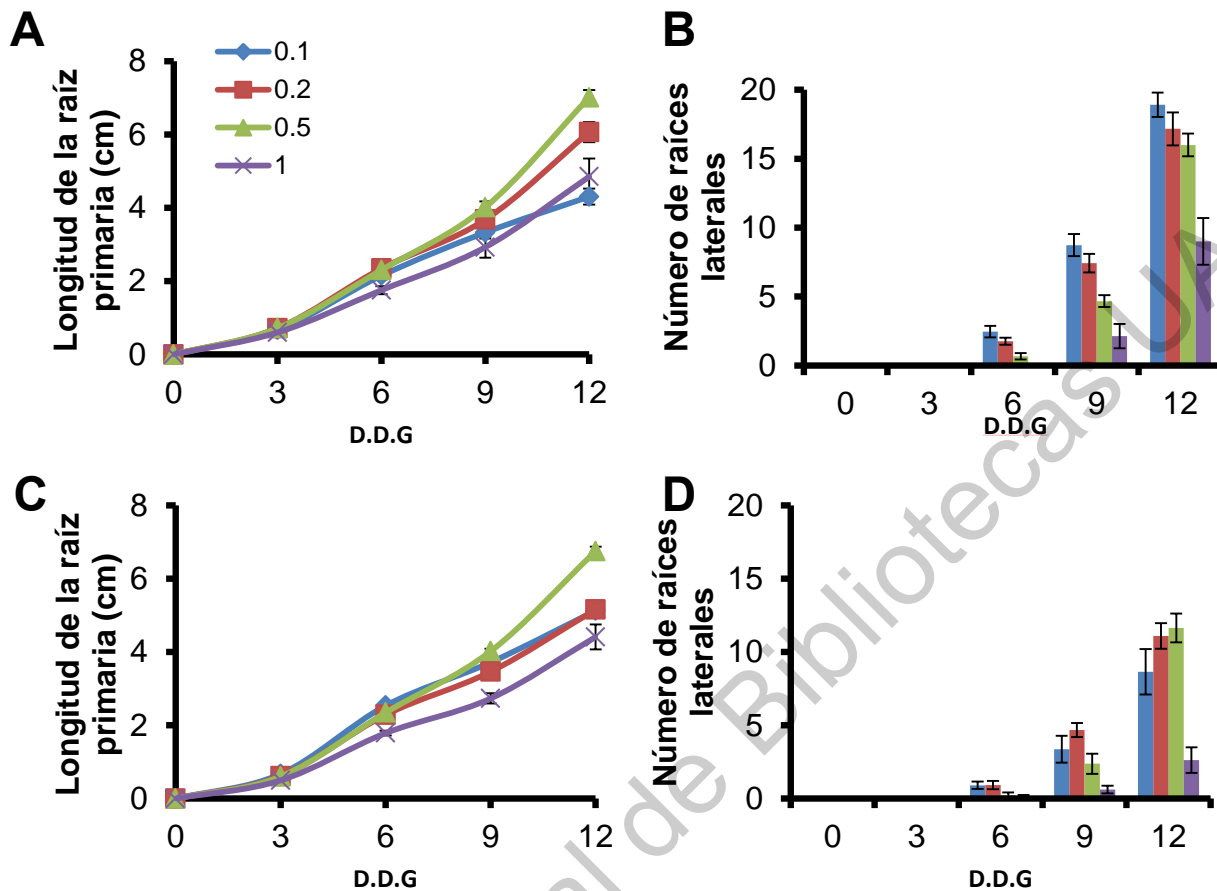 A
Longitud de la raíz
primaria (cm)
8
6
4
2
0
0.1
0.2
0.5
1
0 3 6 9 12
D.D.G
B
Número de raíces
laterales
20
15
10
5
0
0 3 6 9 12
D.D.G
C
Longitud de la raíz
primaria (cm)
8
6
4
2
0
0 3 6 9 12
D.D.G
D
Número de raíces
laterales
20
15
10
5
0
0 3 6 9 12
D.D.G
de Bibliotecas